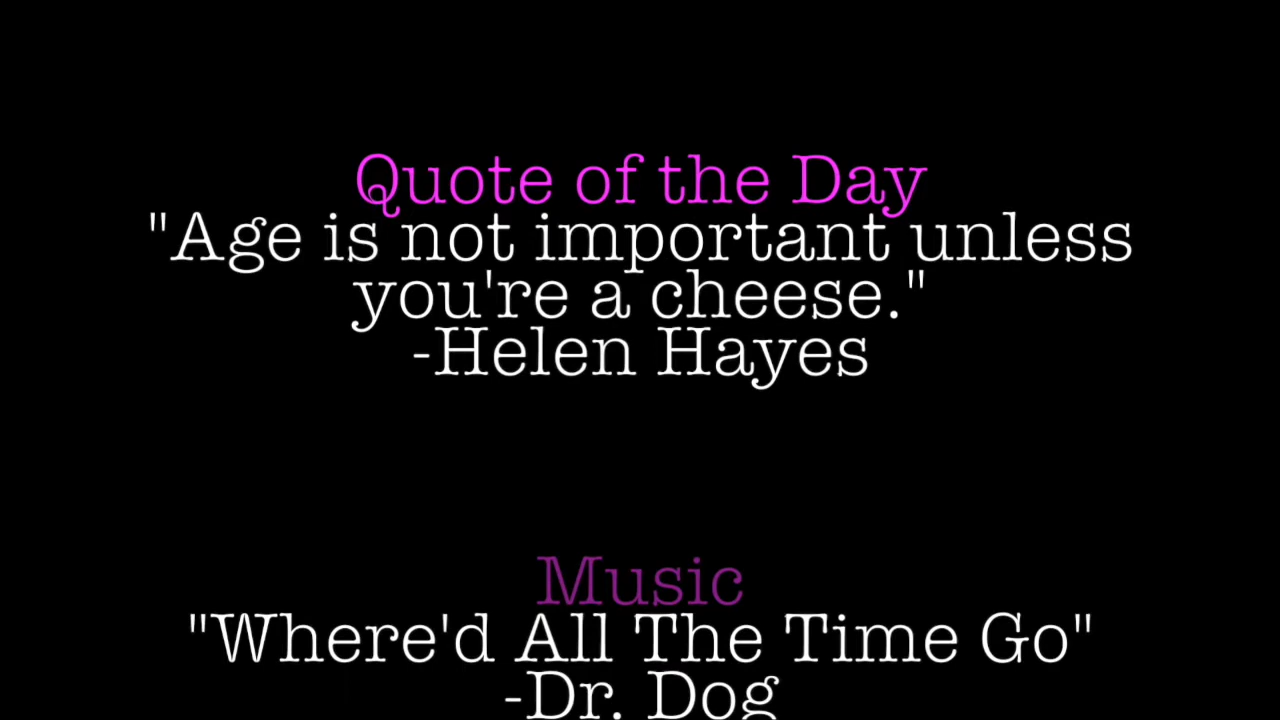 Quote of the Day
"Age is not important unless
you're a cheese."
-Helen Hayes
Music
"Where'd All The Time Go"
-Dr. Dog